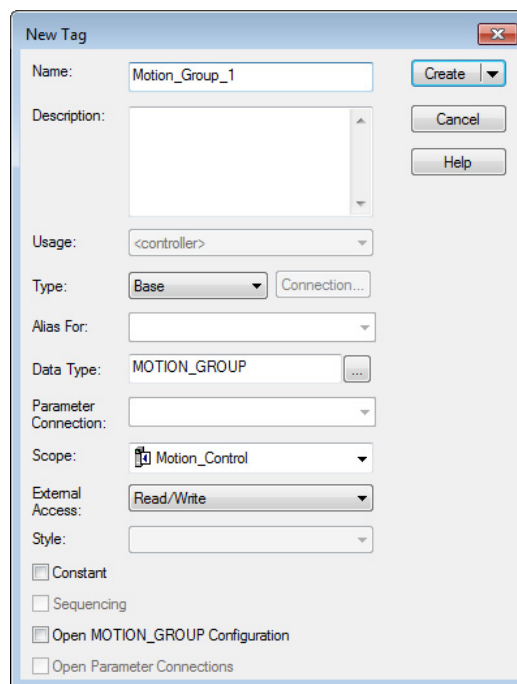 New Tag
Name: Motion_Group_1 Create
Description: Cancel
Help
Usage: <controller>
Type: Base Connection...
Alias For:
Data Type: MOTION_GROUP ...
Parameter
Connection:
Scope: Motion_Control
External
Access: Read/Write
Style:
Constant
Sequencing
Open MOTION_GROUP Configuration
Open Parameter Connections